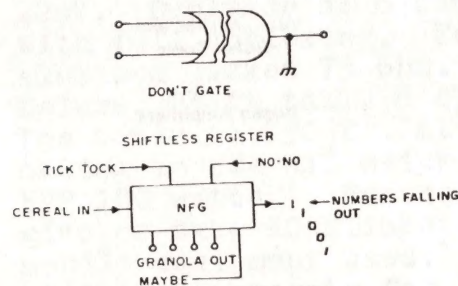 DON'T GATE
SHIFTLESS REGISTER
TICK TOCK
NO-NO
CEREAL IN
NFG
1 1 0 0 1
NUMBERS FALLING
OUT
GRANOLA OUT
MAYBE